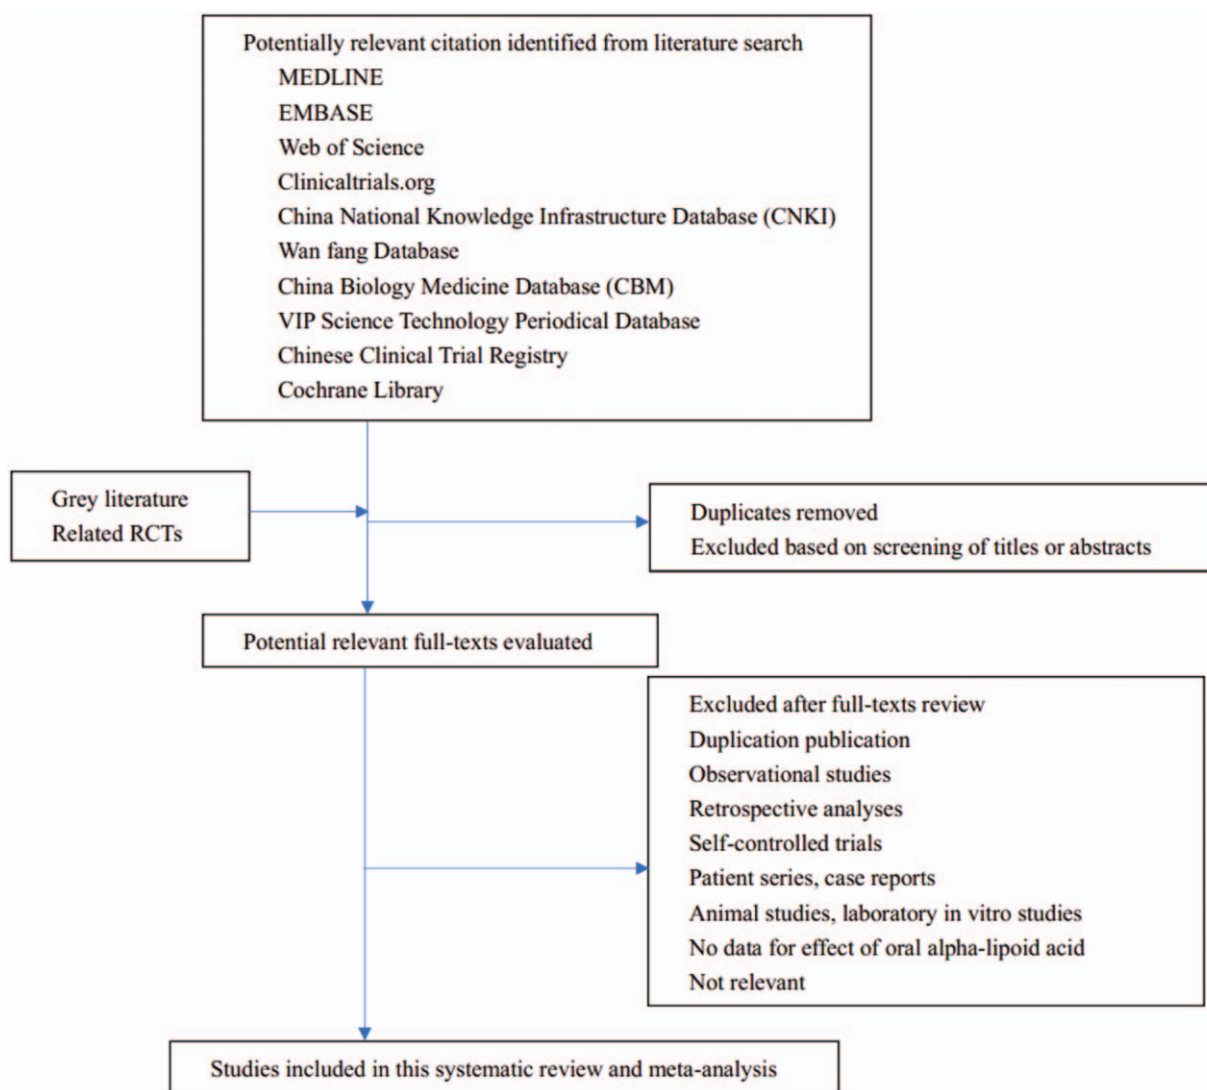 Potentially relevant citation identified from literature search
MEDLINE
EMBASE
Web of Science
Clinicaltrials.org
China National Knowledge Infrastructure Database (CNKI)
Wan fang Database
China Biology Medicine Database (CBM)
VIP Science Technology Periodical Database
Chinese Clinical Trial Registry
Cochrane Library
Grey literature
Related RCTs
Duplicates removed
Excluded based on screening of titles or abstracts
Potential relevant full-texts evaluated
Excluded after full-texts review
Duplication publication
Observational studies
Retrospective analyses
Self-controlled trials
Patient series, case reports
Animal studies, laboratory in vitro studies
No data for effect of oral alpha-lipoid acid
Not relevant
Studies included in this systematic review and meta-analysis